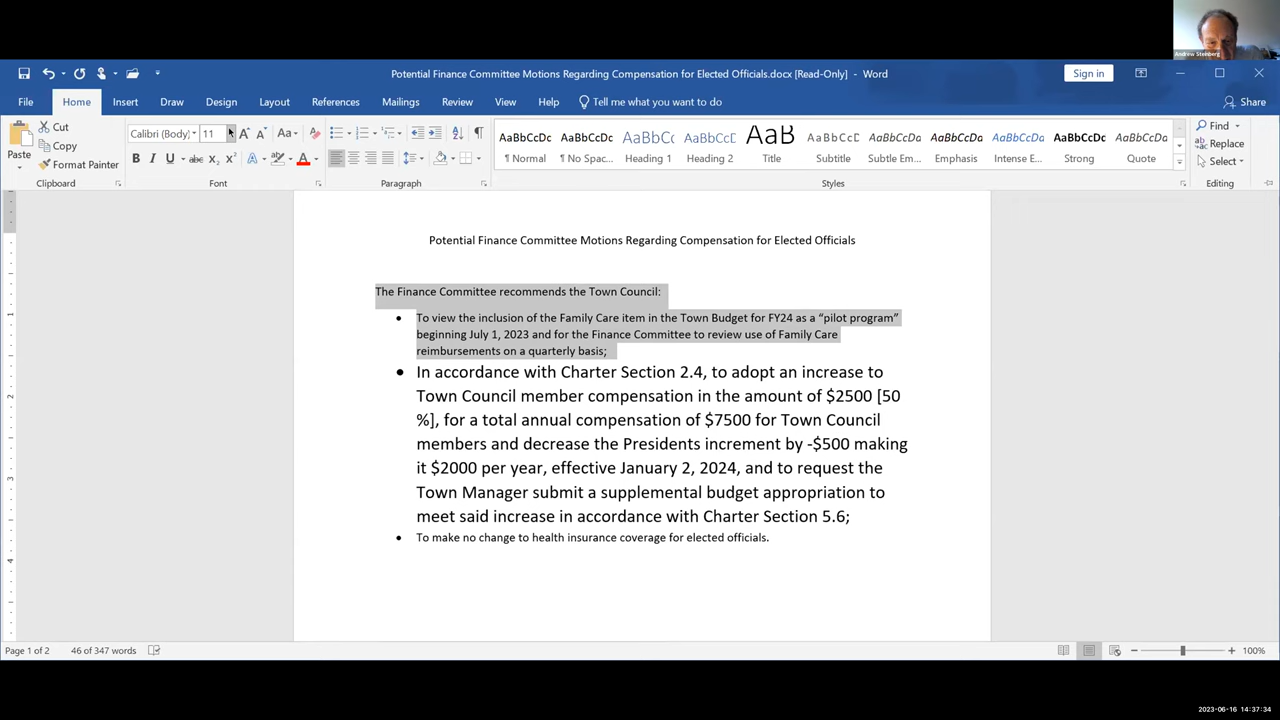 Andrew Steinberg
Potential Finance Committee Motions Regarding Compensation for Elected Officials.docx [Read-Only] - Word
Sign in
File Home Insert Draw Design Layout References Mailings Review View Help Tell me what you want to do Share
Paste Cut Copy Format Painter
Clipboard
Calibri (Body) 11
Font
Paragraph
AaBbCcDc AaBbCcDc AaBbCc AaBbCcC AaB AaBbCcC AaBbCcDc AaBbCcDc AaBbCcDc AaBbCcDc AaBbCcDc
¶ Normal ¶ No Spac... Heading 1 Heading 2 Title Subtitle Subtle Em... Emphasis Intense E... Strong Quote
Styles
Find
Replace
Select
Editing
Potential Finance Committee Motions Regarding Compensation for Elected Officials
The Finance Committee recommends the Town Council:
• To view the inclusion of the Family Care item in the Town Budget for FY24 as a “pilot program”
beginning July 1, 2023 and for the Finance Committee to review use of Family Care
reimbursements on a quarterly basis;
• In accordance with Charter Section 2.4, to adopt an increase to
Town Council member compensation in the amount of $2500 [50
%], for a total annual compensation of $7500 for Town Council
members and decrease the Presidents increment by -$500 making
it $2000 per year, effective January 2, 2024, and to request the
Town Manager submit a supplemental budget appropriation to
meet said increase in accordance with Charter Section 5.6;
• To make no change to health insurance coverage for elected officials.
Page 1 of 2 46 of 347 words 100%
2023-06-16 14:37:34